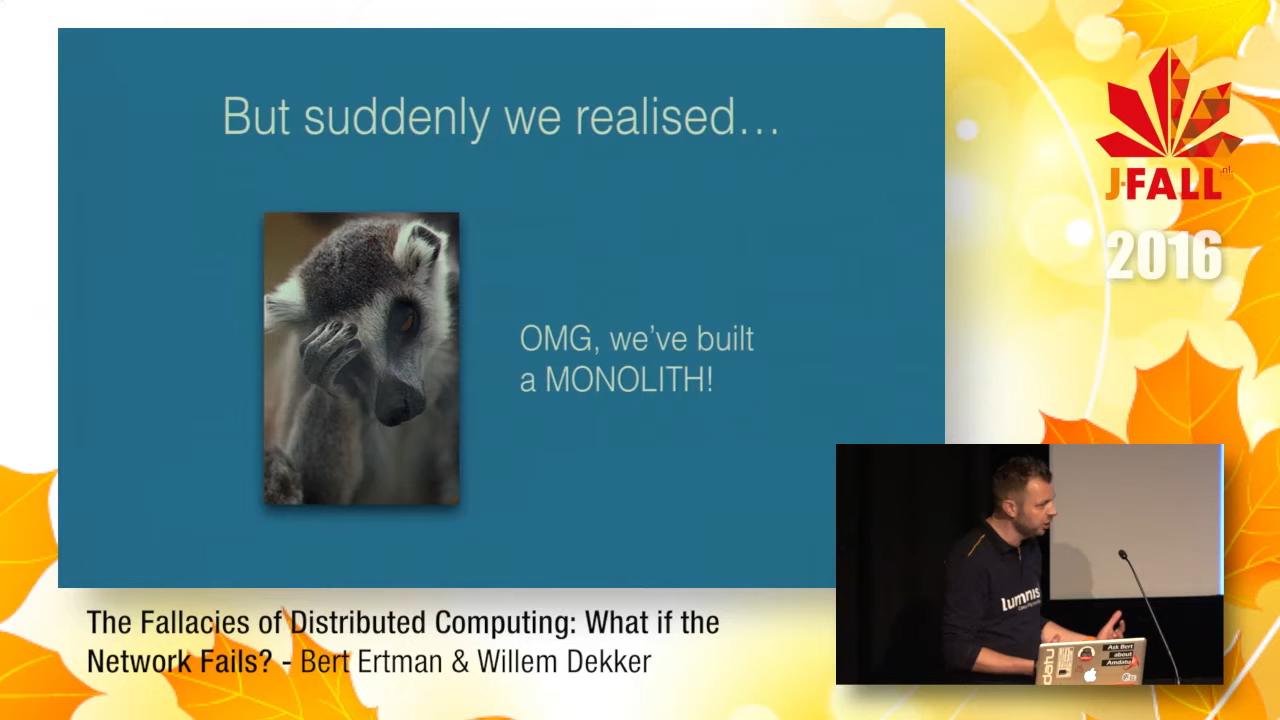 But suddenly we realised…
OMG, we've built
a MONOLITH!
J-FALL
.nl
2016
The Fallacies of Distributed Computing: What if the
Network Fails? - Bert Ertman & Willem Dekker
luminis
Ask Bert
about
Amdatu